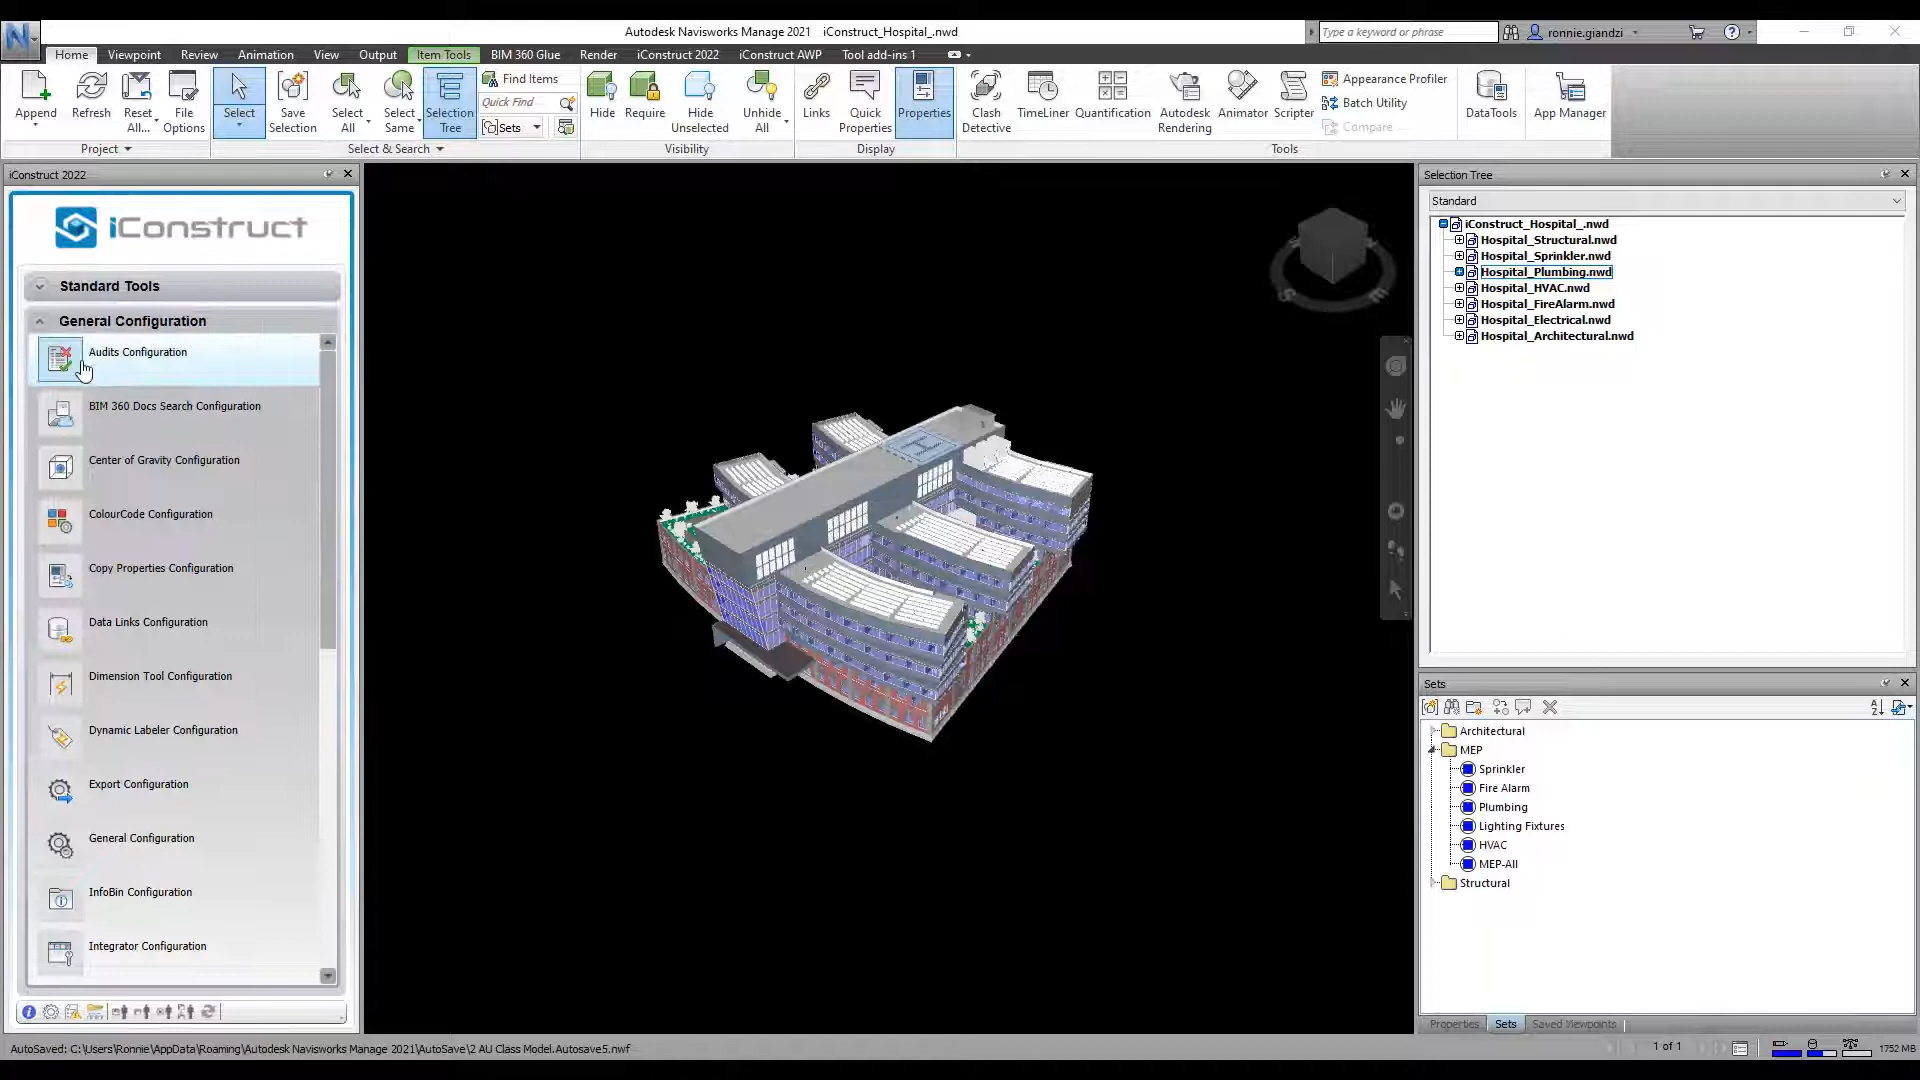 Autodesk Navisworks Manage 2021 iConstruct_Hospital_.nwd
Type a keyword or phrase
ronnie.giandzi
Home Viewpoint Review Animation View Output Item Tools BIM 360 Glue Render iConstruct 2022 iConstruct AWP Tool add-ins 1
Append
Refresh
Reset All...
File Options
Project
Select
Save Selection
Select All
Select Same
Selection Tree
Find Items
Quick Find
Sets
Select & Search
Hide
Require
Hide Unselected
Unhide All
Visibility
Links
Quick Properties
Properties
Display
Clash Detective
TimeLiner
Quantification
Autodesk Rendering
Animator
Scripter
Appearance Profiler
Batch Utility
Compare
Tools
DataTools
App Manager
iConstruct 2022
iConstruct
Standard Tools
General Configuration
Audits Configuration
BIM 360 Docs Search Configuration
Center of Gravity Configuration
ColourCode Configuration
Copy Properties Configuration
Data Links Configuration
Dimension Tool Configuration
Dynamic Labeler Configuration
Export Configuration
General Configuration
InfoBin Configuration
Integrator Configuration
H
S
E
Selection Tree
Standard
iConstruct_Hospital_.nwd
Hospital_Structural.nwd
Hospital_Sprinkler.nwd
Hospital_Plumbing.nwd
Hospital_HVAC.nwd
Hospital_FireAlarm.nwd
Hospital_Electrical.nwd
Hospital_Architectural.nwd
Sets
Architectural
MEP
Sprinkler
Fire Alarm
Plumbing
Lighting Fixtures
HVAC
MEP-All
Structural
Properties Sets Saved Viewpoints
AutoSaved: C:\Users\Ronnie\AppData\Roaming\Autodesk Navisworks Manage 2021\AutoSave\2 AU Class Model.Autosave5.nwf
1 of 1
1752 MB